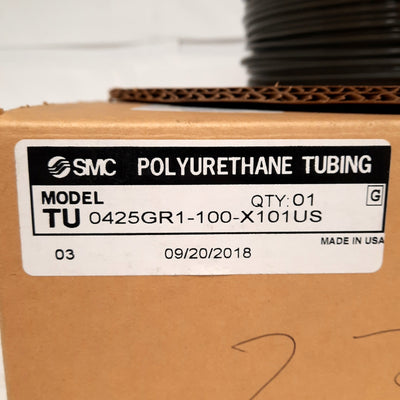 SMC POLYURETHANE TUBING
MODEL QTY:01 G
TU 0425GR1-100-X101US
MADE IN USA
03 09/20/2018